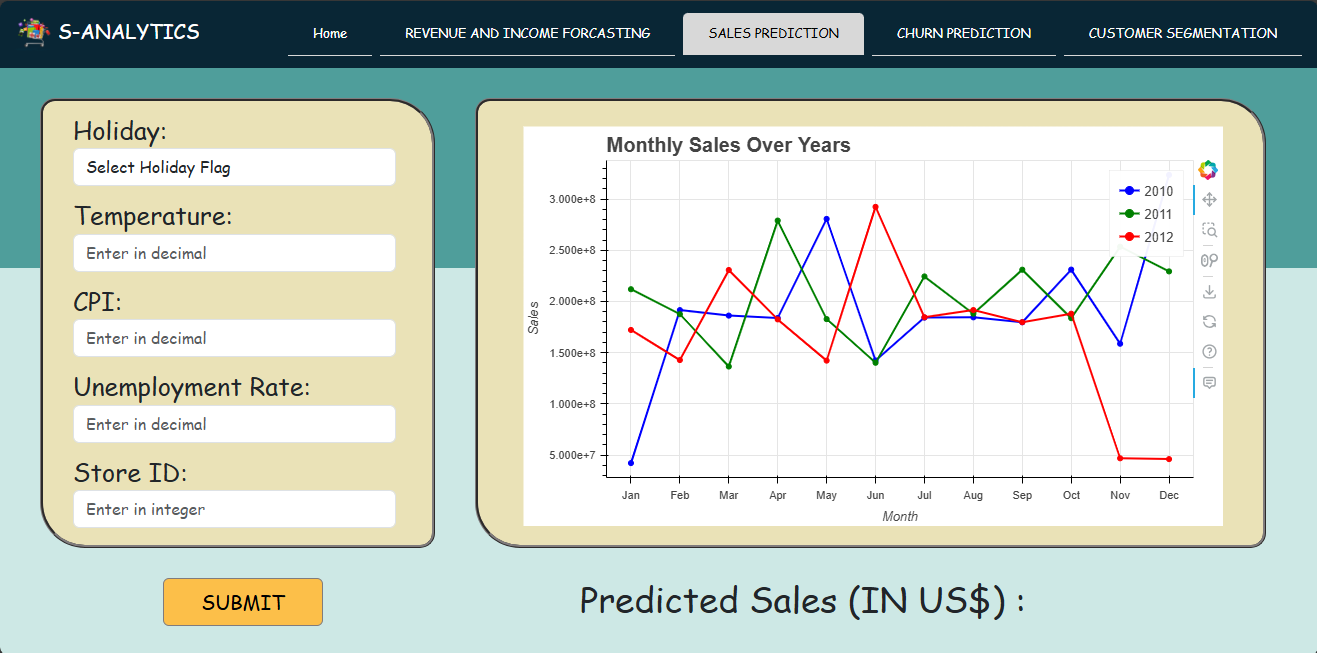 S-ANALYTICS
Home
REVENUE AND INCOME FORCASTING
SALES PREDICTION
CHURN PREDICTION
CUSTOMER SEGMENTATION
Holiday:
Select Holiday Flag
Temperature:
Enter in decimal
CPI:
Enter in decimal
Unemployment Rate:
Enter in decimal
Store ID:
Enter in integer
SUBMIT
Monthly Sales Over Years
2010
2011
2012
3.000e+8
2.500e+8
2.000e+8
1.500e+8
1.000e+8
5.000e+7
Sales
Jan Feb Mar Apr May Jun Jul Aug Sep Oct Nov Dec
Month
Predicted Sales (IN US$) :